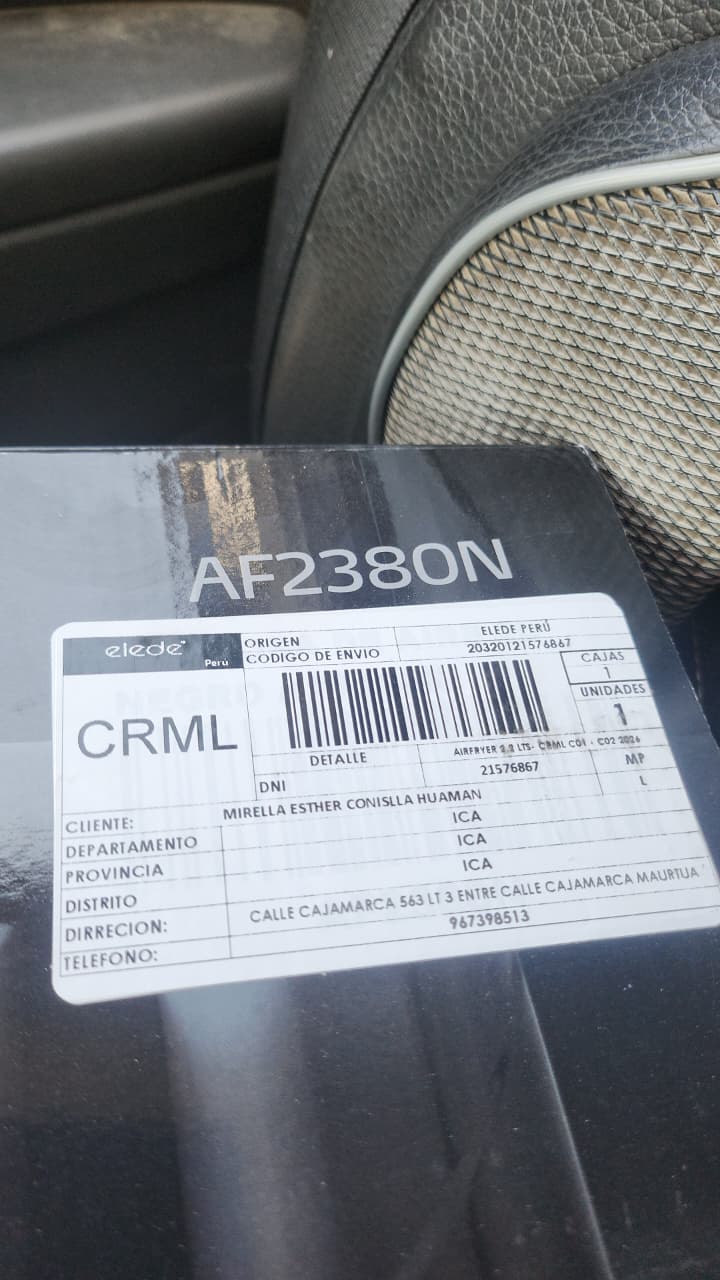 AF2380N
elede Perú
ORIGEN ELEDE PERÚ
CODIGO DE ENVIO 20320121576867
CRML
CAJAS
1
UNIDADES
1
DETALLE AIRFRYER 2.2 LTS- CRML C01 - C02 2026
DNI 21576867 MP
L
CLIENTE: MIRELLA ESTHER CONISLLA HUAMAN
DEPARTAMENTO ICA
PROVINCIA ICA
DISTRITO ICA
DIRRECION: CALLE CAJAMARCA 563 LT 3 ENTRE CALLE CAJAMARCA MAURTUA
TELEFONO: 967398513